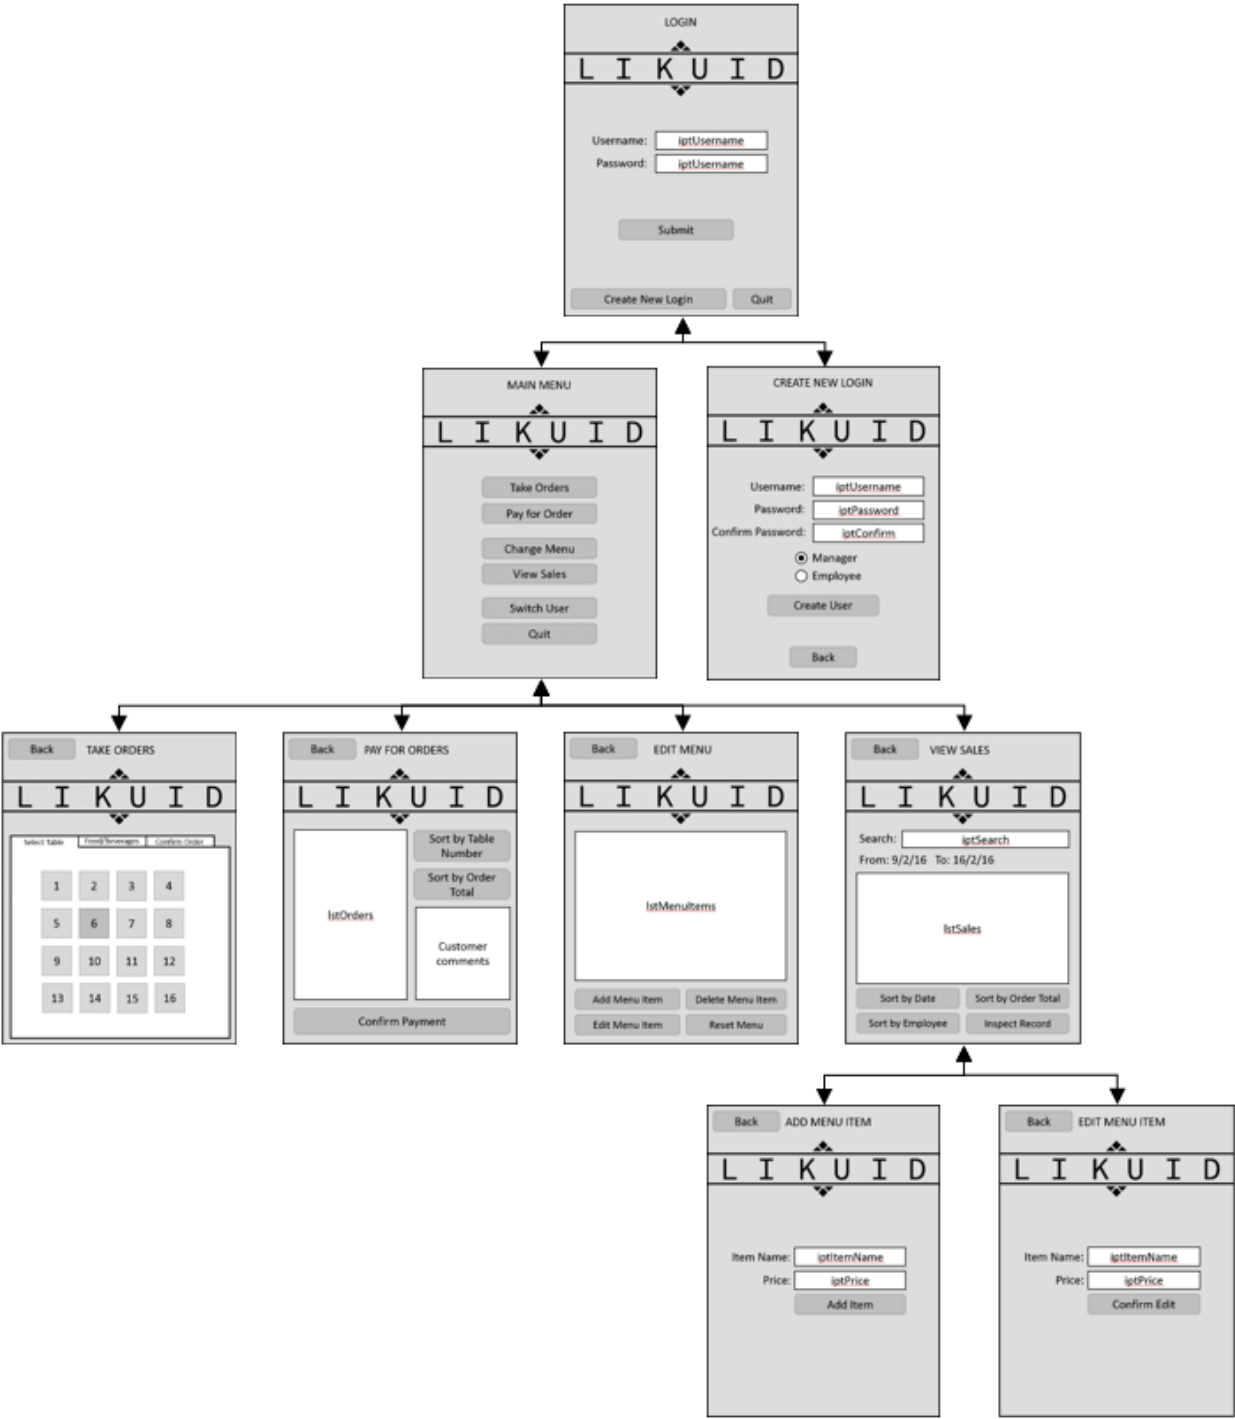 LOGIN
L I K U I D
Username: iptUsername
Password: iptUsername
Submit
Create New Login Quit
MAIN MENU
L I K U I D
Take Orders
Pay for Order
Change Menu
View Sales
Switch User
Quit
CREATE NEW LOGIN
L I K U I D
Username: iptUsername
Password: iptPassword
Confirm Password: iptConfirm
Manager
Employee
Create User
Back
Back TAKE ORDERS
L I K U I D
Select Table Food/Beverages Confirm Order
1 2 3 4
5 6 7 8
9 10 11 12
13 14 15 16
Back PAY FOR ORDERS
L I K U I D
lstOrders
Sort by Table
Number
Sort by Order
Total
Customer
comments
Confirm Payment
Back EDIT MENU
L I K U I D
lstMenuItems
Add Menu Item Delete Menu Item
Edit Menu Item Reset Menu
Back VIEW SALES
L I K U I D
Search: iptSearch
From: 9/2/16 To: 16/2/16
lstSales
Sort by Date Sort by Order Total
Sort by Employee Inspect Record
Back ADD MENU ITEM
L I K U I D
Item Name: iptItemName
Price: iptPrice
Add Item
Back EDIT MENU ITEM
L I K U I D
Item Name: iptItemName
Price: iptPrice
Confirm Edit